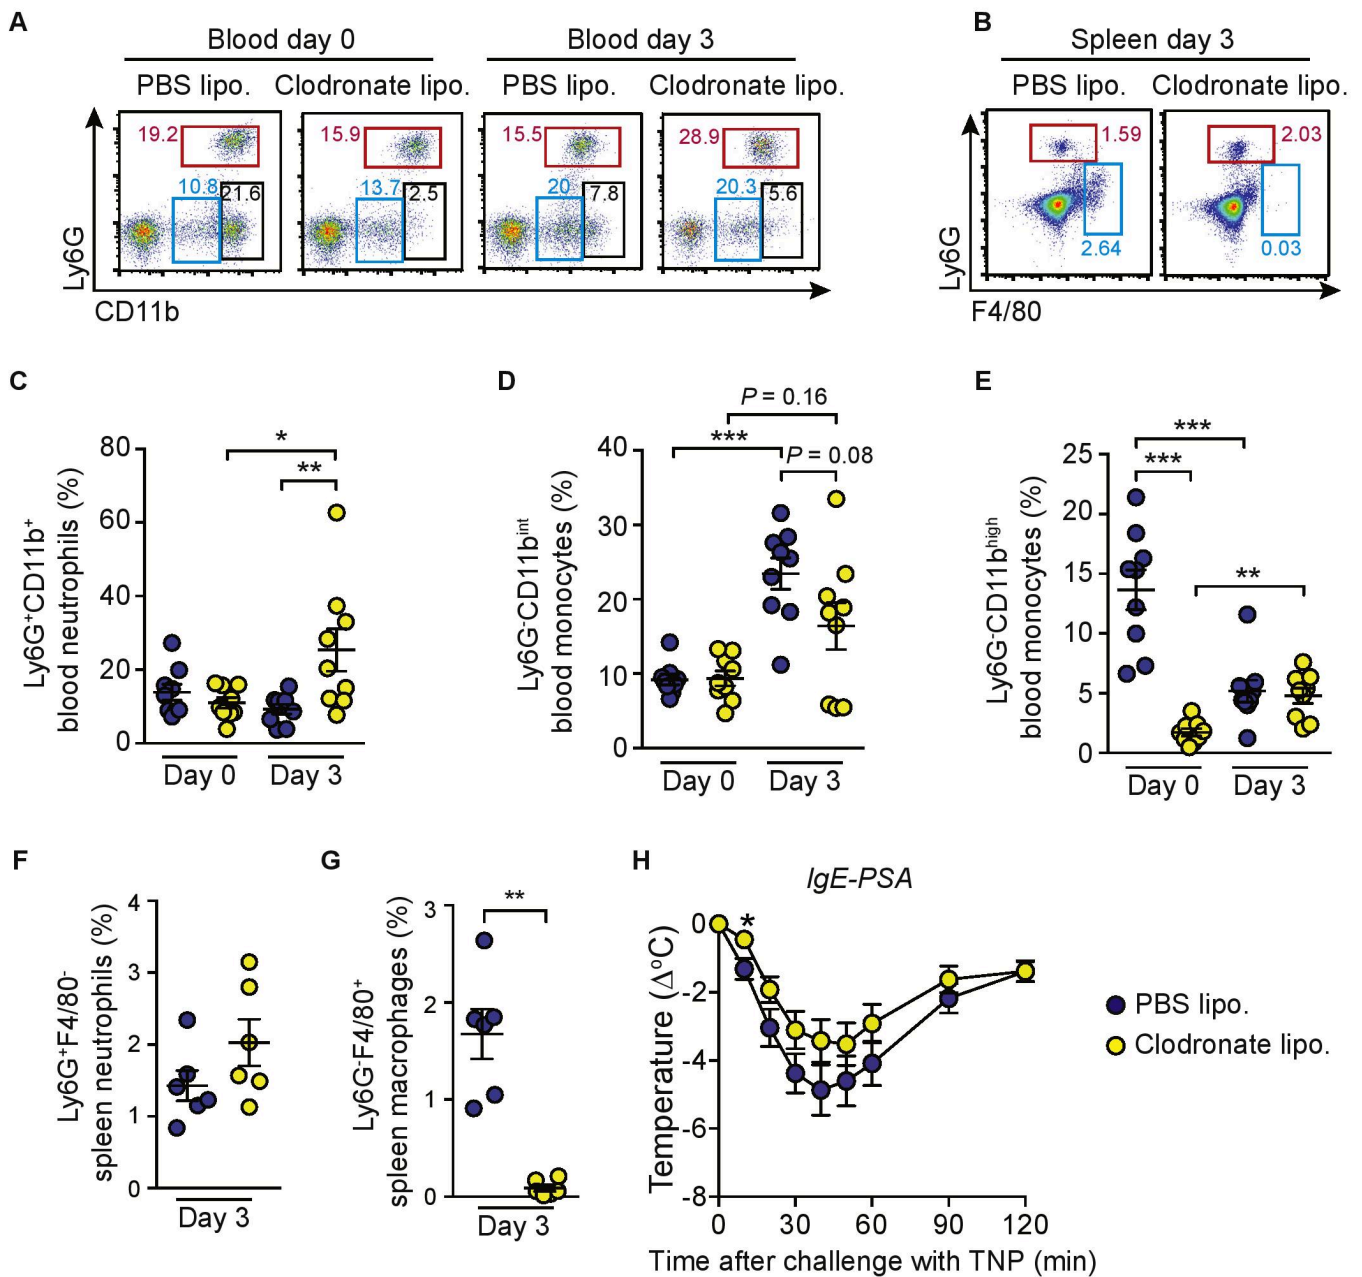 A
Blood day 0
Blood day 3
PBS lipo.
Clodronate lipo.
PBS lipo.
Clodronate lipo.
19.2
10.8
21.6
15.9
13.7
2.5
15.5
20
7.8
28.9
20.3
5.6
Ly6G
CD11b
B
Spleen day 3
PBS lipo.
Clodronate lipo.
1.59
2.64
2.03
0.03
Ly6G
F4/80
C
Ly6G⁺CD11b⁺
blood neutrophils (%)
80
60
40
20
0
*
**
Day 0
Day 3
D
Ly6G⁻CD11bⁱⁿᵗ
blood monocytes (%)
40
30
20
10
0
P = 0.16
***
P = 0.08
Day 0
Day 3
E
Ly6G⁻CD11bʰⁱᵍʰ
blood monocytes (%)
25
20
15
10
5
0
***
***
**
Day 0
Day 3
F
Ly6G⁺F4/80⁻
spleen neutrophils (%)
4
3
2
1
0
Day 3
G
Ly6G⁻F4/80⁺
spleen macrophages (%)
3
2
1
0
**
Day 3
H
IgE-PSA
Temperature (Δ°C)
0
-2
-4
-6
-8
*
0
30
60
90
120
Time after challenge with TNP (min)
PBS lipo.
Clodronate lipo.